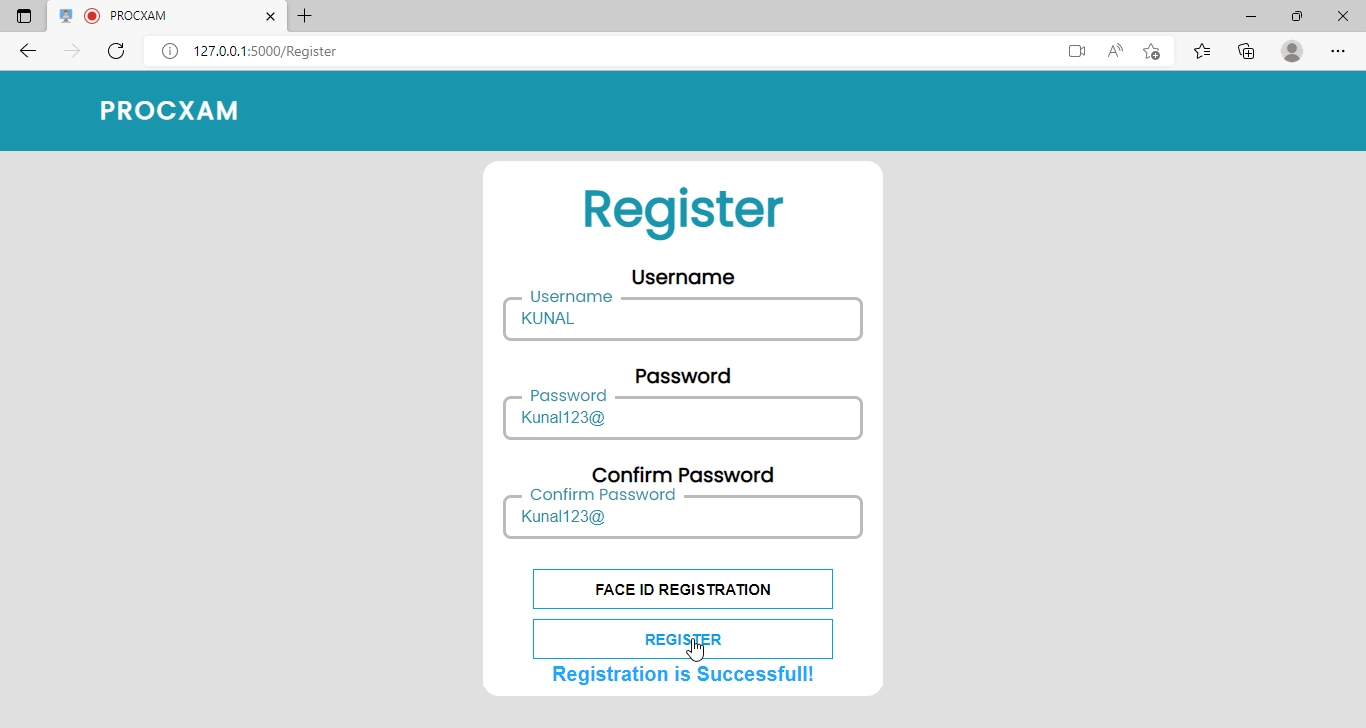 PROCXAM
127.0.0.1:5000/Register
PROCXAM
Register
Username
Username
KUNAL
Password
Password
Kunal123@
Confirm Password
Confirm Password
Kunal123@
FACE ID REGISTRATION
REGISTER
Registration is Successfull!